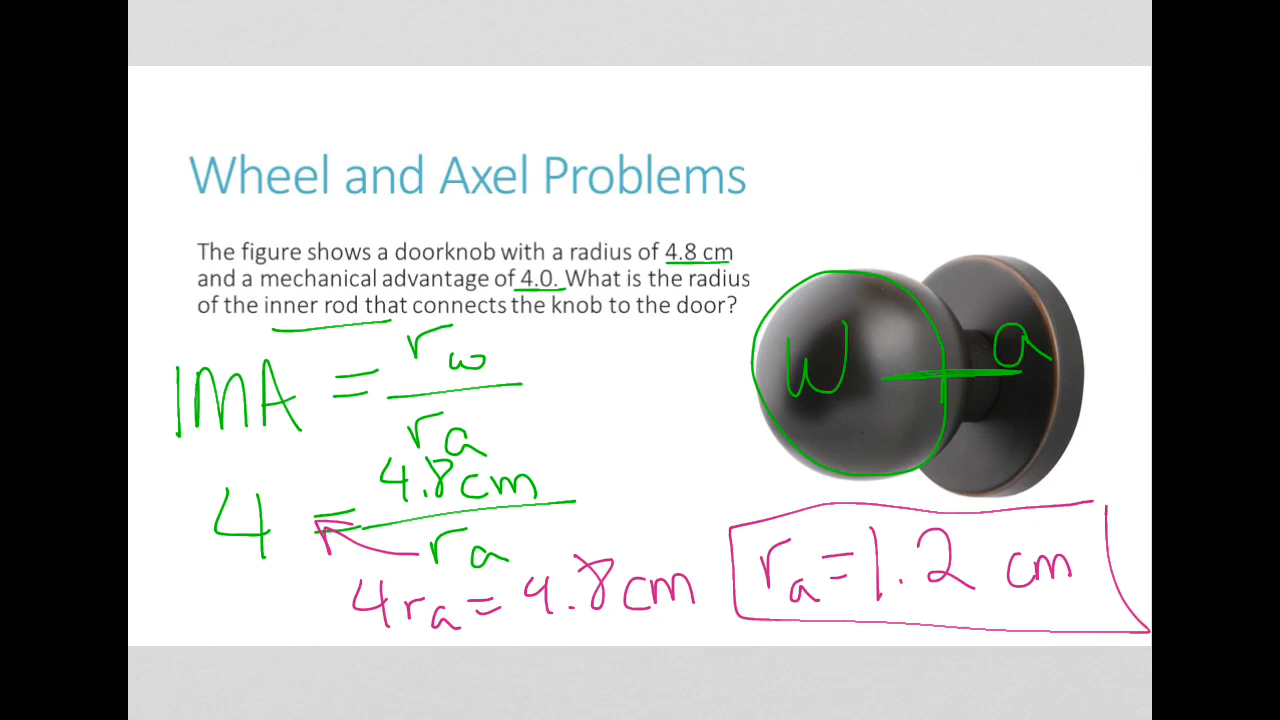 Wheel and Axel Problems
The figure shows a doorknob with a radius of 4.8 cm
and a mechanical advantage of 4.0. What is the radius
of the inner rod that connects the knob to the door?
IMA = rw / ra
4 = 4.8cm / ra
4ra = 4.8cm
ra = 1.2 cm
W
a